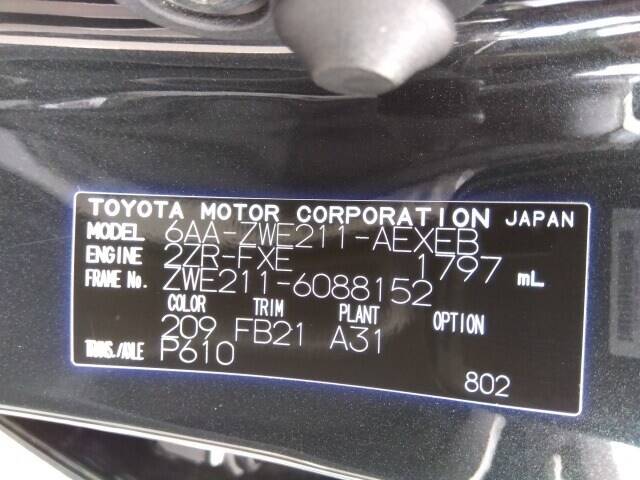 TOYOTA MOTOR CORPORATION JAPAN
MODEL 6AA-ZWE211-AEXEB
ENGINE 2ZR-FXE 1797 mL
FRAME No. ZWE211-6088152
COLOR TRIM PLANT OPTION
209 FB21 A31
TRANS./AXLE P610
802